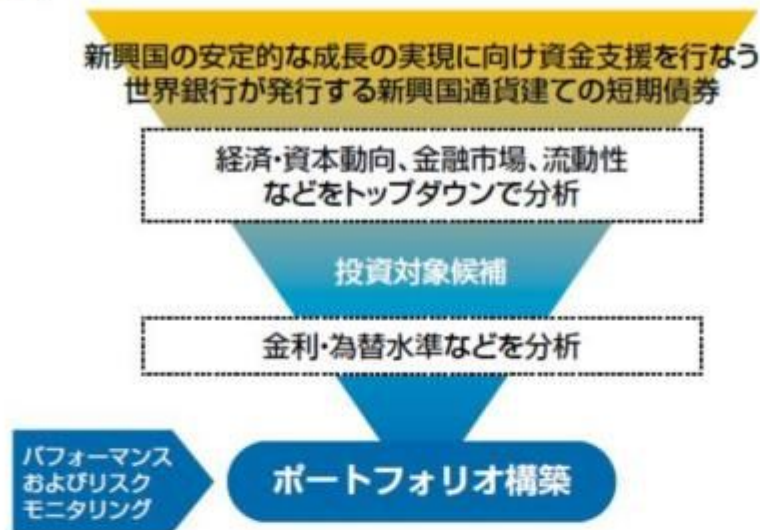 新興国の安定的な成長の実現に向け資金支援を行なう
世界銀行が発行する新興国通貨建ての短期債券
経済・資本動向、金融市場、流動性
などをトップダウンで分析
投資対象候補
金利・為替水準などを分析
パフォーマンス
およびリスク
モニタリング
ポートフォリオ構築